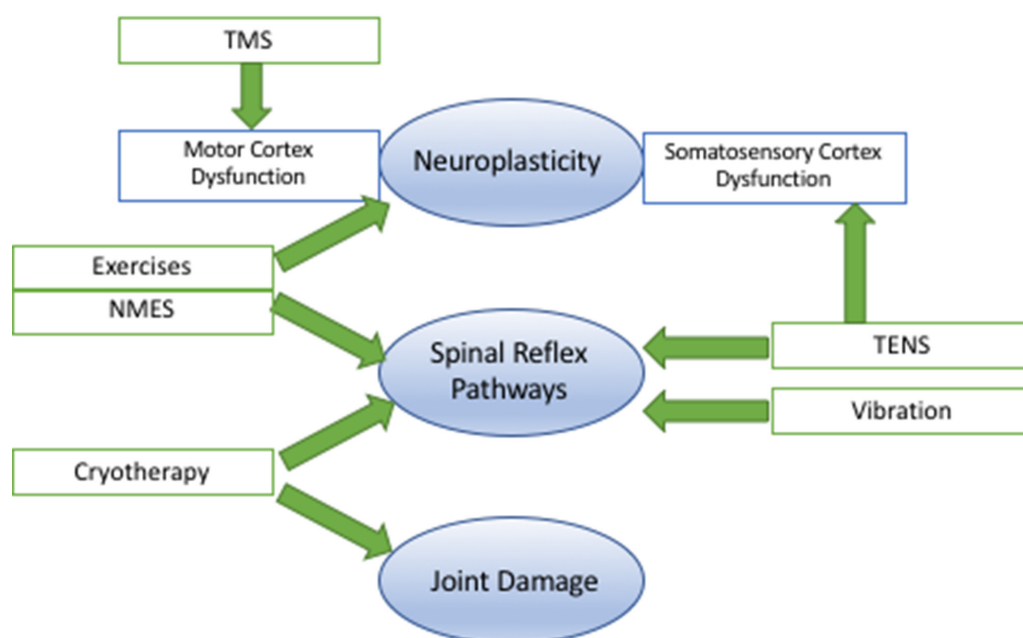 TMS
Motor Cortex
Dysfunction
Neuroplasticity
Somatosensory Cortex
Dysfunction
Exercises
NMES
Spinal Reflex
Pathways
TENS
Vibration
Cryotherapy
Joint Damage